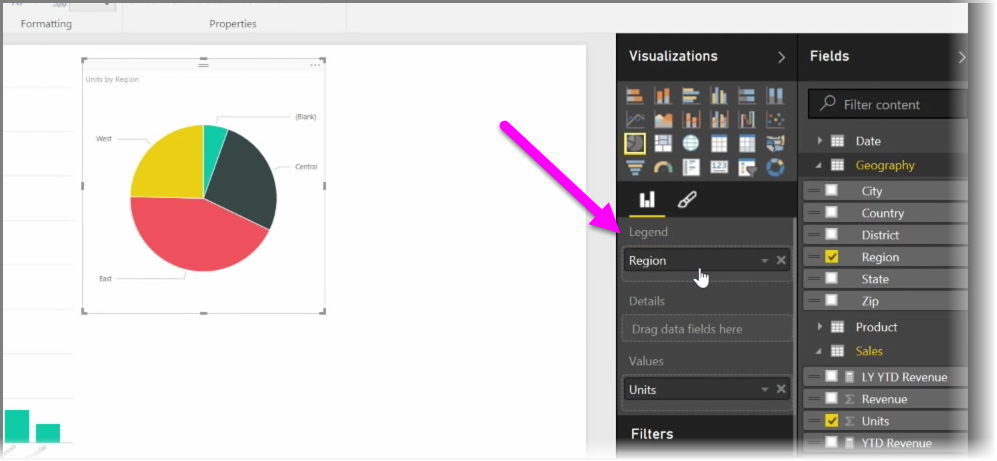 .00
Formatting
Properties
Units by Region
(Blank)
West
Central
East
Visualizations
Legend
Region
Details
Drag data fields here
Values
Units
Filters
Fields
Filter content
Date
Geography
City
Country
District
Region
State
Zip
Product
Sales
LY YTD Revenue
Revenue
Units
YTD Revenue